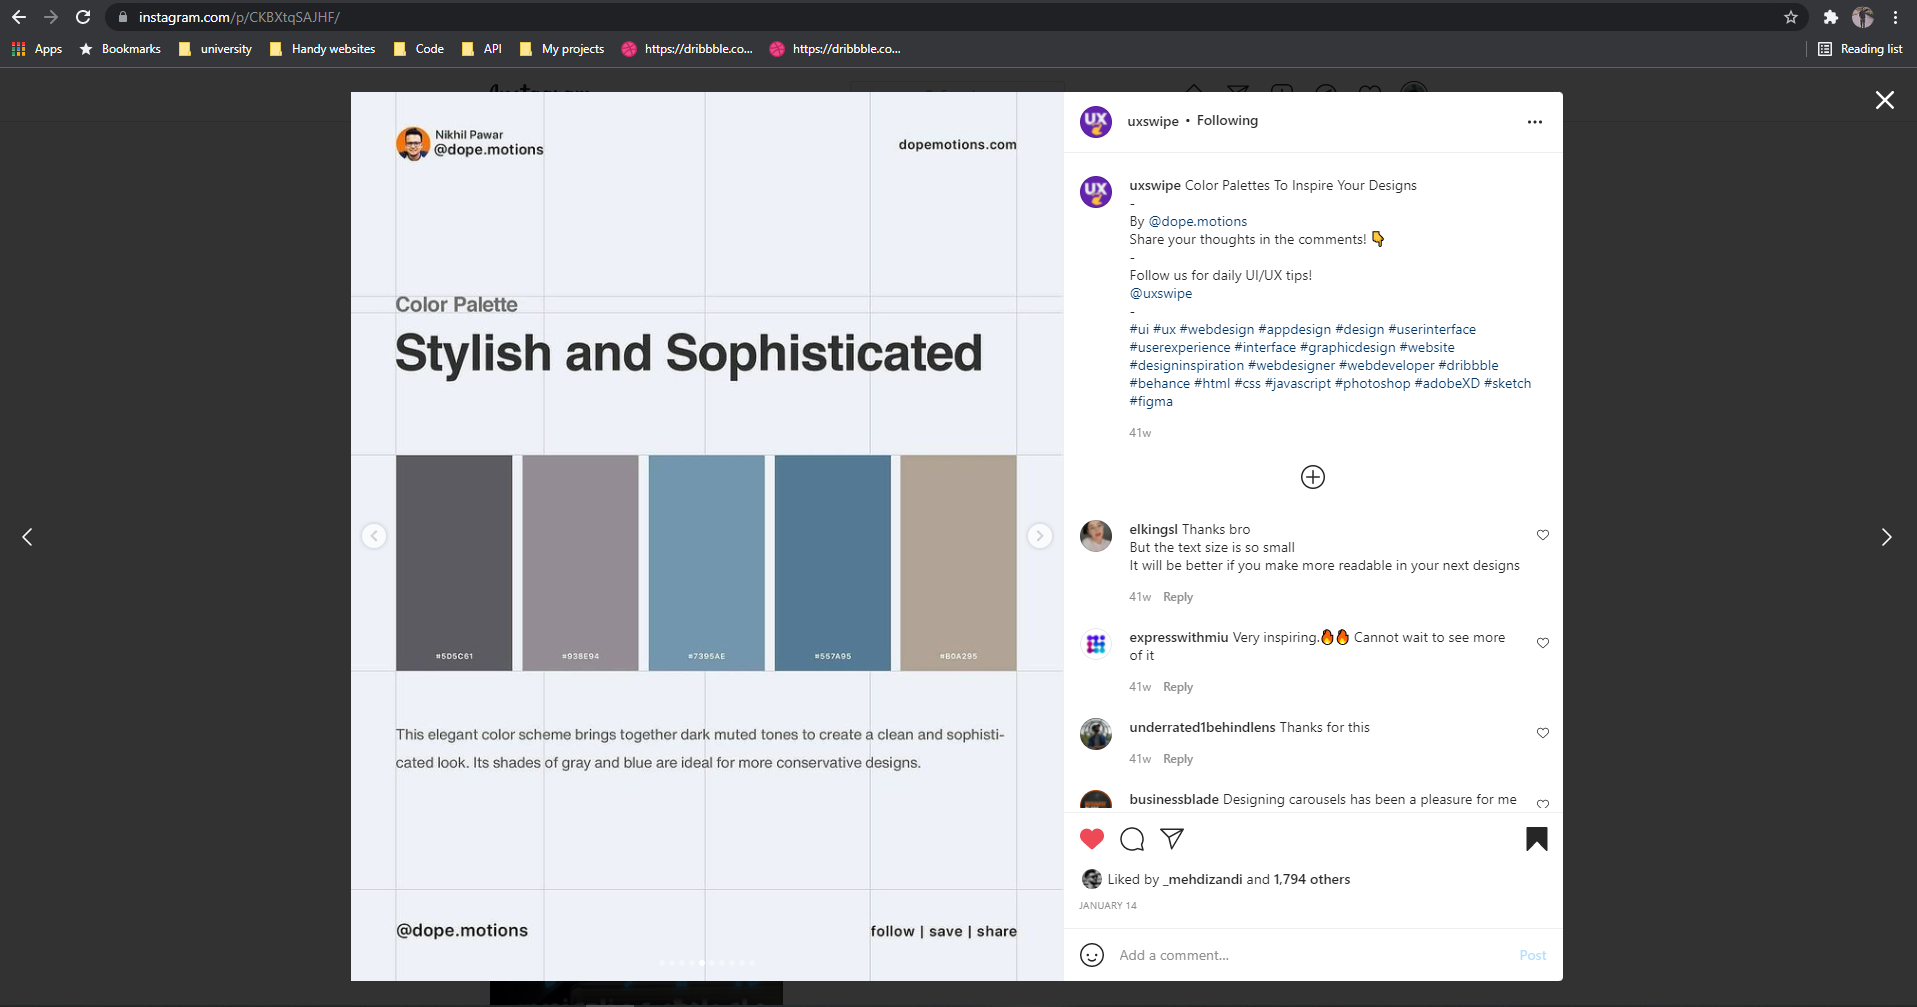 instagram.com/p/CKBXtqSAJHF/
Apps
Bookmarks
university
Handy websites
Code
API
My projects
https://dribbble.co...
https://dribbble.co...
Reading list
Nikhil Pawar
@dope.motions
dopemotions.com
Color Palette
Stylish and Sophisticated
#5D5C61
#938E94
#7395AE
#557A95
#B0A295
This elegant color scheme brings together dark muted tones to create a clean and sophisti-
cated look. Its shades of gray and blue are ideal for more conservative designs.
@dope.motions
follow | save | share
UX
uxswipe • Following
UX
uxswipe Color Palettes To Inspire Your Designs
-
By @dope.motions
Share your thoughts in the comments! 👇
-
Follow us for daily UI/UX tips!
@uxswipe
-
#ui #ux #webdesign #appdesign #design #userinterface
#userexperience #interface #graphicdesign #website
#designinspiration #webdesigner #webdeveloper #dribbble
#behance #html #css #javascript #photoshop #adobeXD #sketch
#figma
41w
elkingsl Thanks bro
But the text size is so small
It will be better if you make more readable in your next designs
41w Reply
expresswithmiu Very inspiring.🔥🔥 Cannot wait to see more
of it
41w Reply
underrated1behindlens Thanks for this
41w Reply
businessblade Designing carousels has been a pleasure for me
Liked by _mehdizandi and 1,794 others
JANUARY 14
Add a comment...
Post